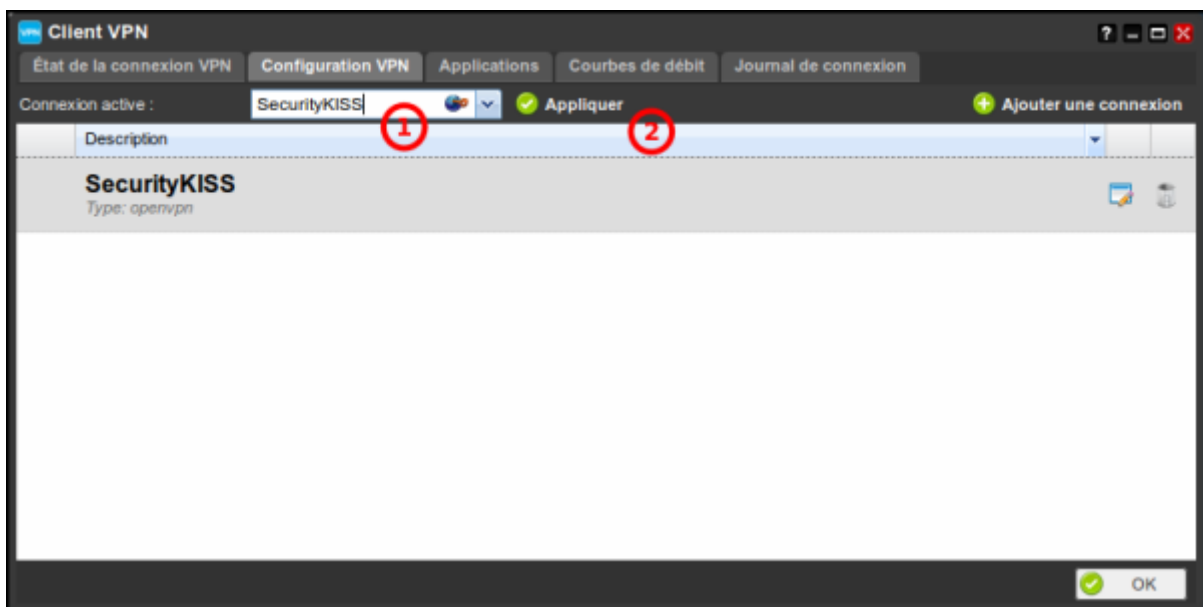 VPN Client VPN ?
État de la connexion VPN Configuration VPN Applications Courbes de débit Journal de connexion
Connexion active : SecurityKISS Appliquer Ajouter une connexion
1 2
Description
SecurityKISS
Type: openvpn
OK